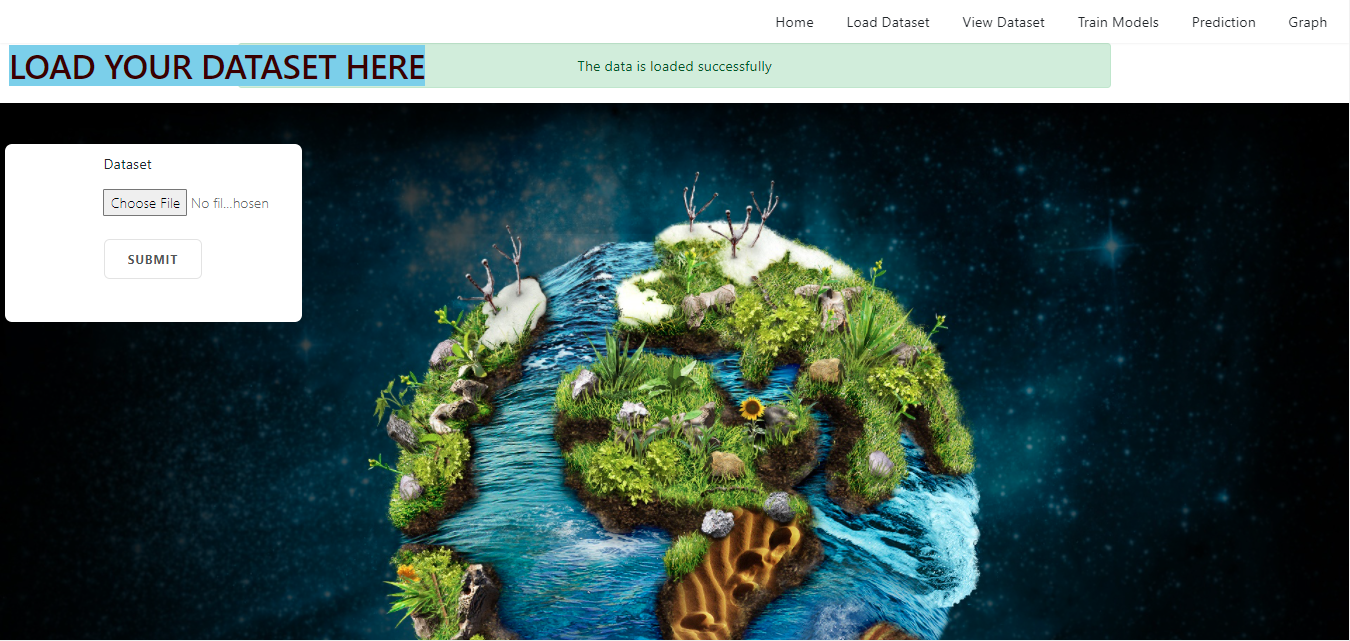 Home Load Dataset View Dataset Train Models Prediction Graph
LOAD YOUR DATASET HERE
The data is loaded successfully
Dataset
Choose File No fil...hosen
SUBMIT